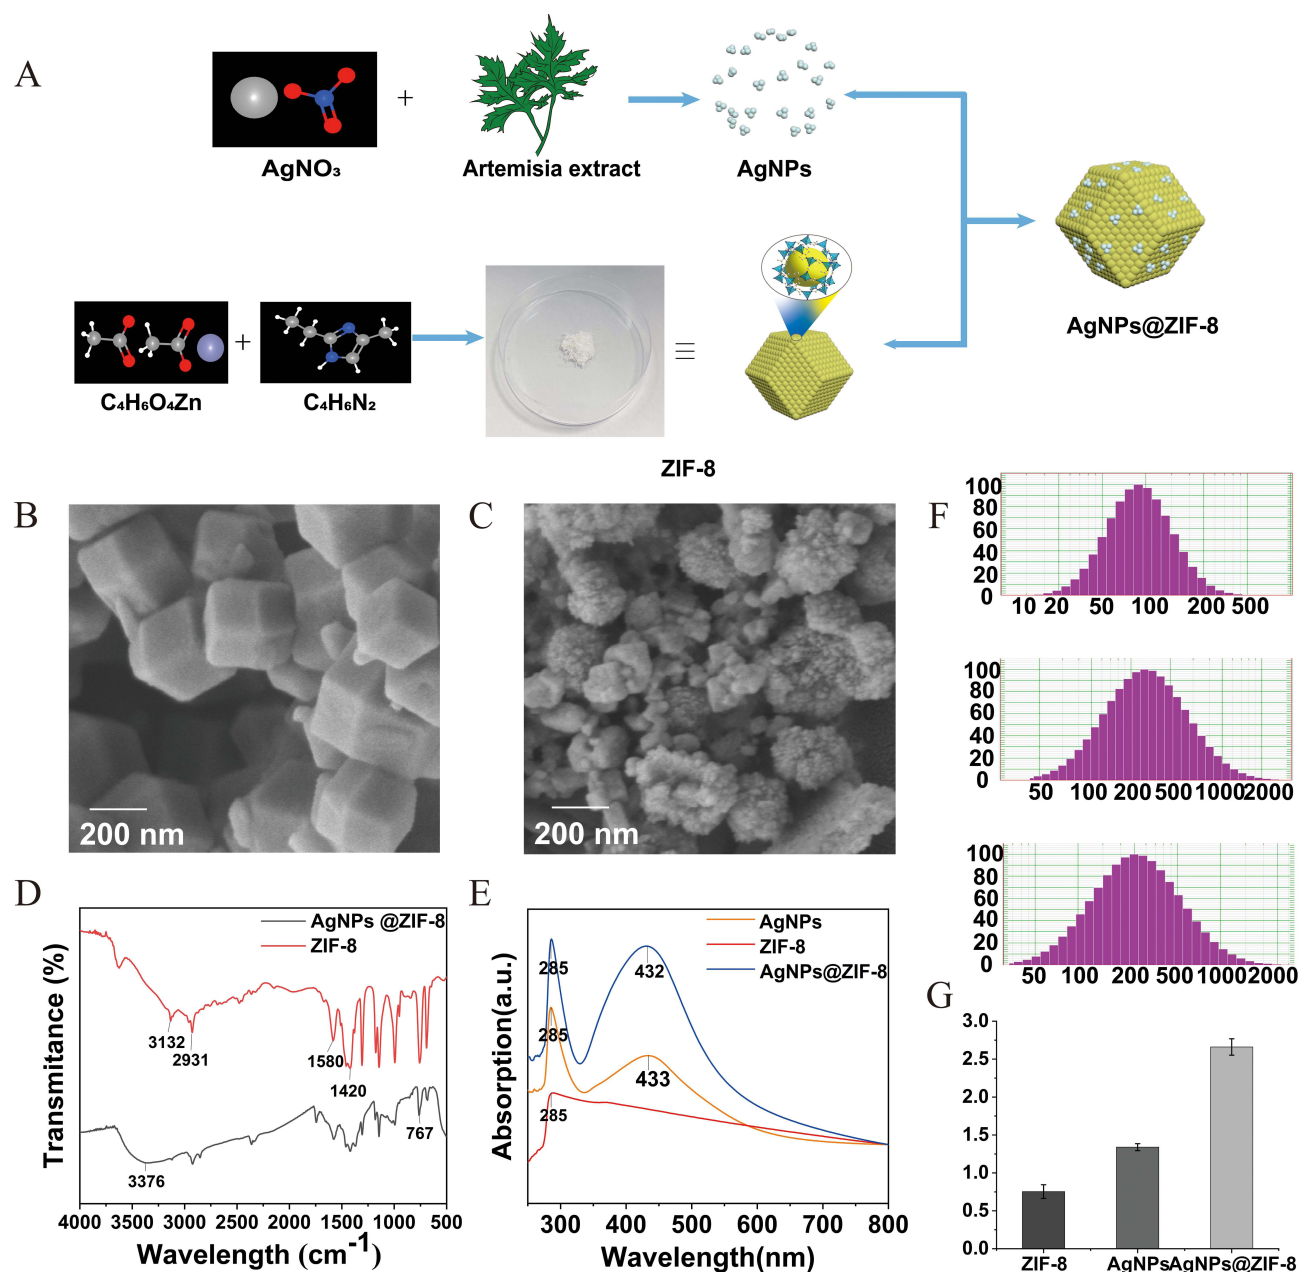 A
AgNO₃
+
Artemisia extract
AgNPs
AgNPs@ZIF-8
C₄H₆O₄Zn
+
C₄H₆N₂
≡
ZIF-8
B
200 nm
C
200 nm
F
100
80
60
40
20
0
10 20 50 100 200 500
100
80
60
40
20
0
50 100 200 500 1000 2000
100
80
60
40
20
0
50 100 200 500 1000 2000
D
AgNPs @ZIF-8
ZIF-8
3132
2931
1580
1420
767
3376
Transmitance (%)
4000 3500 3000 2500 2000 1500 1000 500
Wavelength (cm⁻¹)
E
AgNPs
ZIF-8
AgNPs@ZIF-8
285
432
285
433
285
Absorption(a.u.)
300 400 500 600 700 800
Wavelength(nm)
G
3.0
2.5
2.0
1.5
1.0
0.5
0.0
ZIF-8 AgNPs AgNPs@ZIF-8